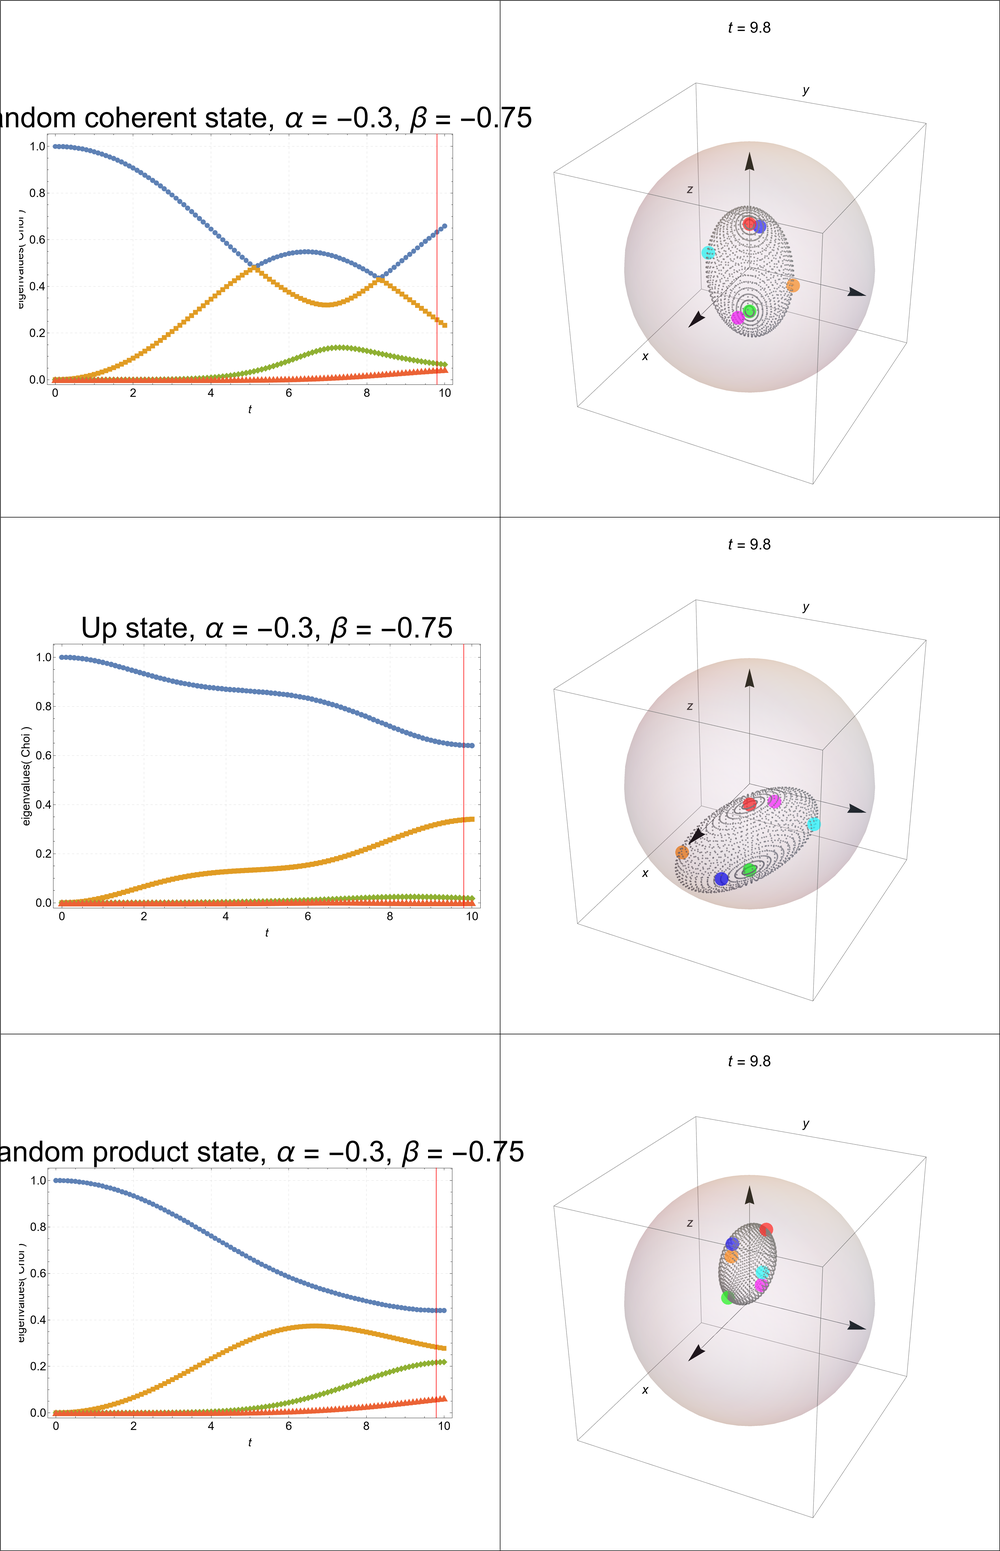 andom coherent state, α = −0.3, β = −0.75
1.0
0.8
0.6
0.4
0.2
0.0
eigenvalues( Choi )
0 2 4 6 8 10
t
t = 9.8
y
z
x
Up state, α = −0.3, β = −0.75
1.0
0.8
0.6
0.4
0.2
0.0
eigenvalues( Choi )
0 2 4 6 8 10
t
t = 9.8
y
z
x
andom product state, α = −0.3, β = −0.75
1.0
0.8
0.6
0.4
0.2
0.0
eigenvalues( Choi )
0 2 4 6 8 10
t
t = 9.8
y
z
x